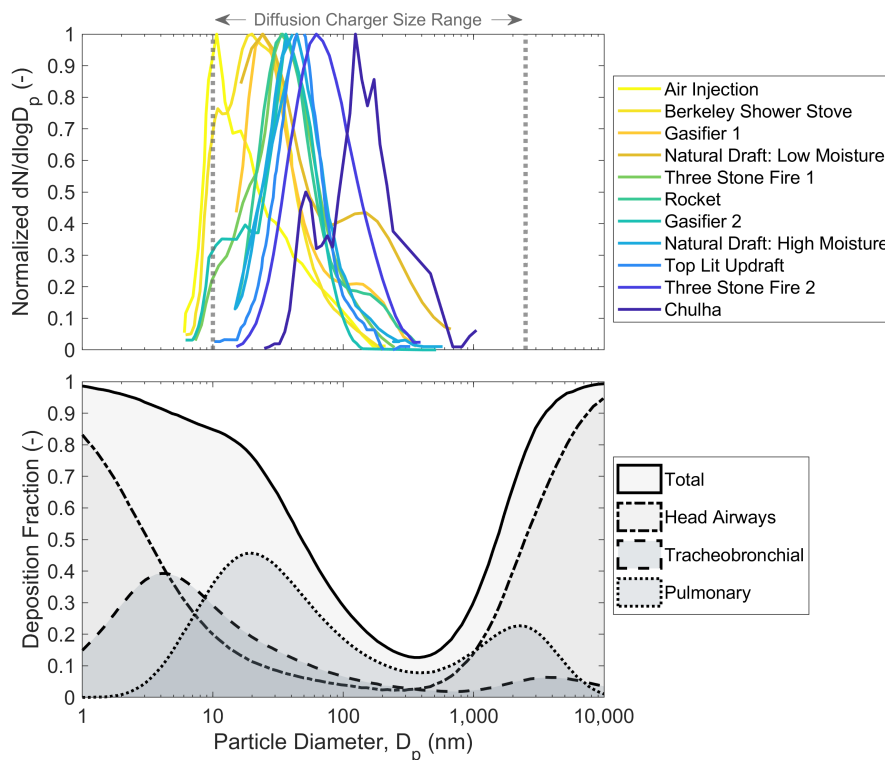 Diffusion Charger Size Range
Normalized dN/dlogDp (-)
1
0.9
0.8
0.7
0.6
0.5
0.4
0.3
0.2
0.1
0
Air Injection
Berkeley Shower Stove
Gasifier 1
Natural Draft: Low Moisture
Three Stone Fire 1
Rocket
Gasifier 2
Natural Draft: High Moisture
Top Lit Updraft
Three Stone Fire 2
Chulha
Deposition Fraction (-)
1
0.9
0.8
0.7
0.6
0.5
0.4
0.3
0.2
0.1
0
1
10
100
1,000
10,000
Particle Diameter, Dp (nm)
Total
Head Airways
Tracheobronchial
Pulmonary